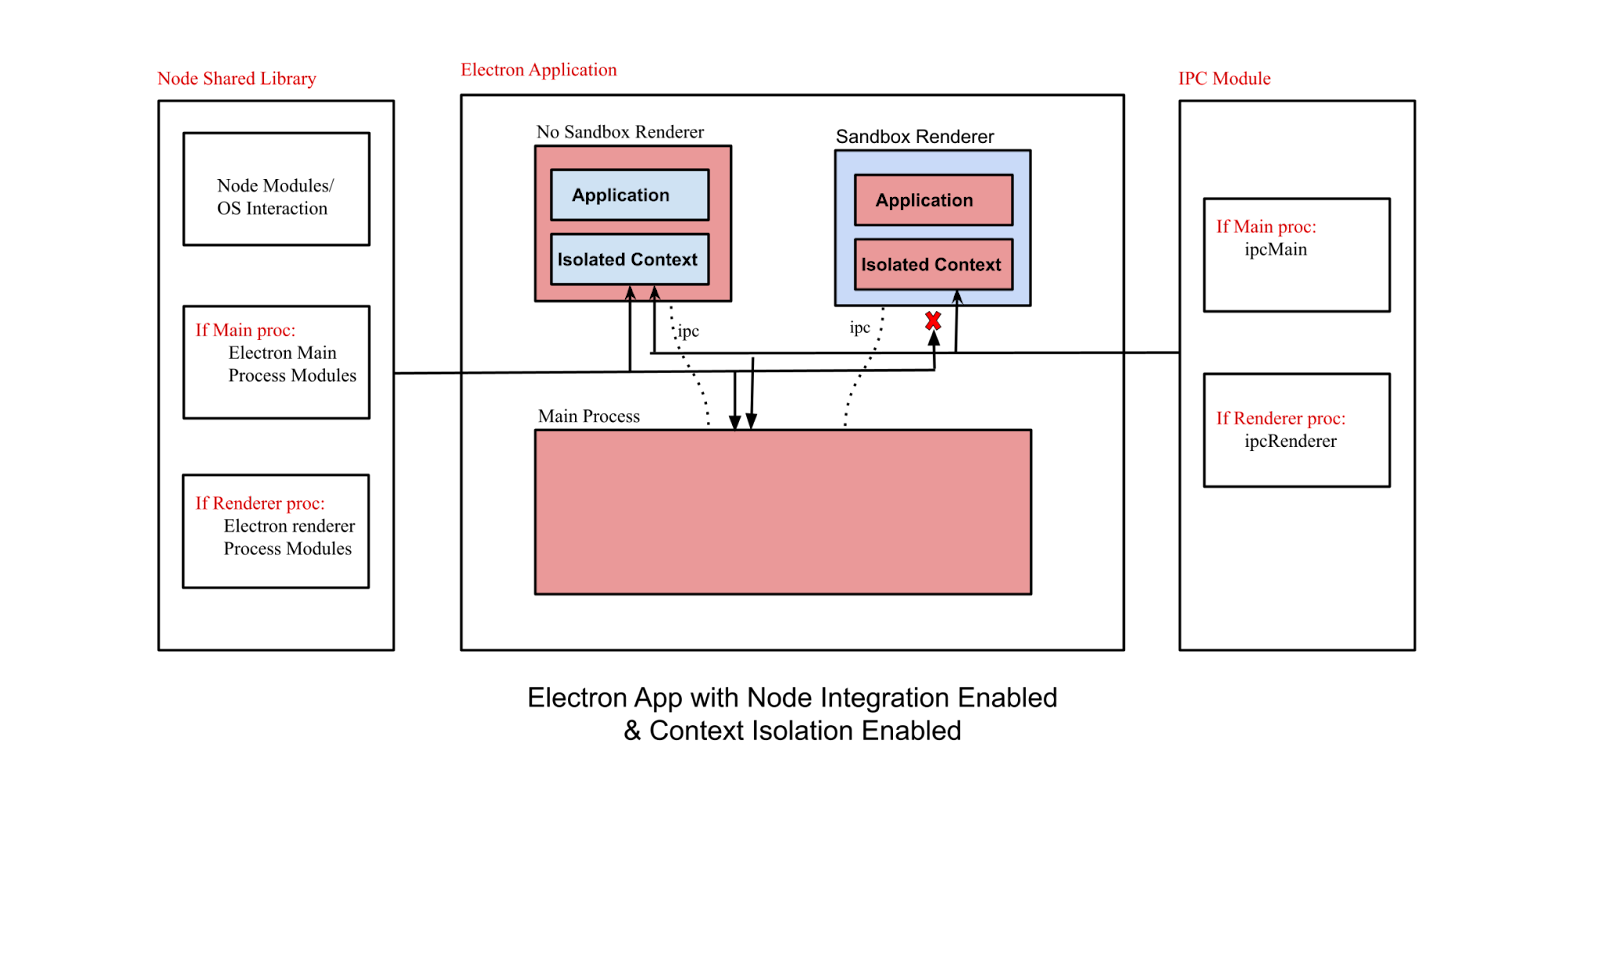 Node Shared Library
Node Modules/
OS Interaction
If Main proc:
Electron Main
Process Modules
If Renderer proc:
Electron renderer
Process Modules
Electron Application
No Sandbox Renderer
Application
Isolated Context
Sandbox Renderer
Application
Isolated Context
ipc
ipc
Main Process
IPC Module
If Main proc:
ipcMain
If Renderer proc:
ipcRenderer
Electron App with Node Integration Enabled
& Context Isolation Enabled